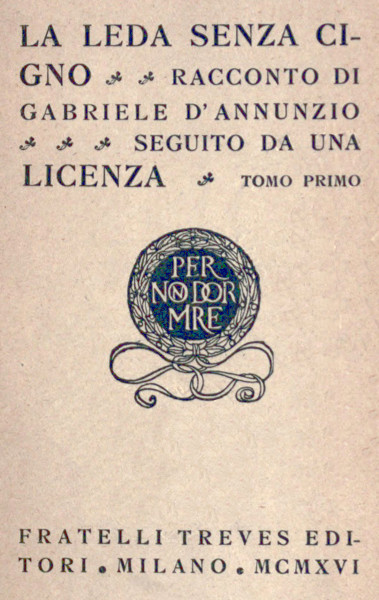 LA LEDA SENZA CI-
GNO RACCONTO DI
GABRIELE D'ANNUNZIO
SEGUITO DA UNA
LICENZA TOMO PRIMO
PER
NON DOR
MIRE
FRATELLI TREVES EDI-
TORI . MILANO . MCMXVI